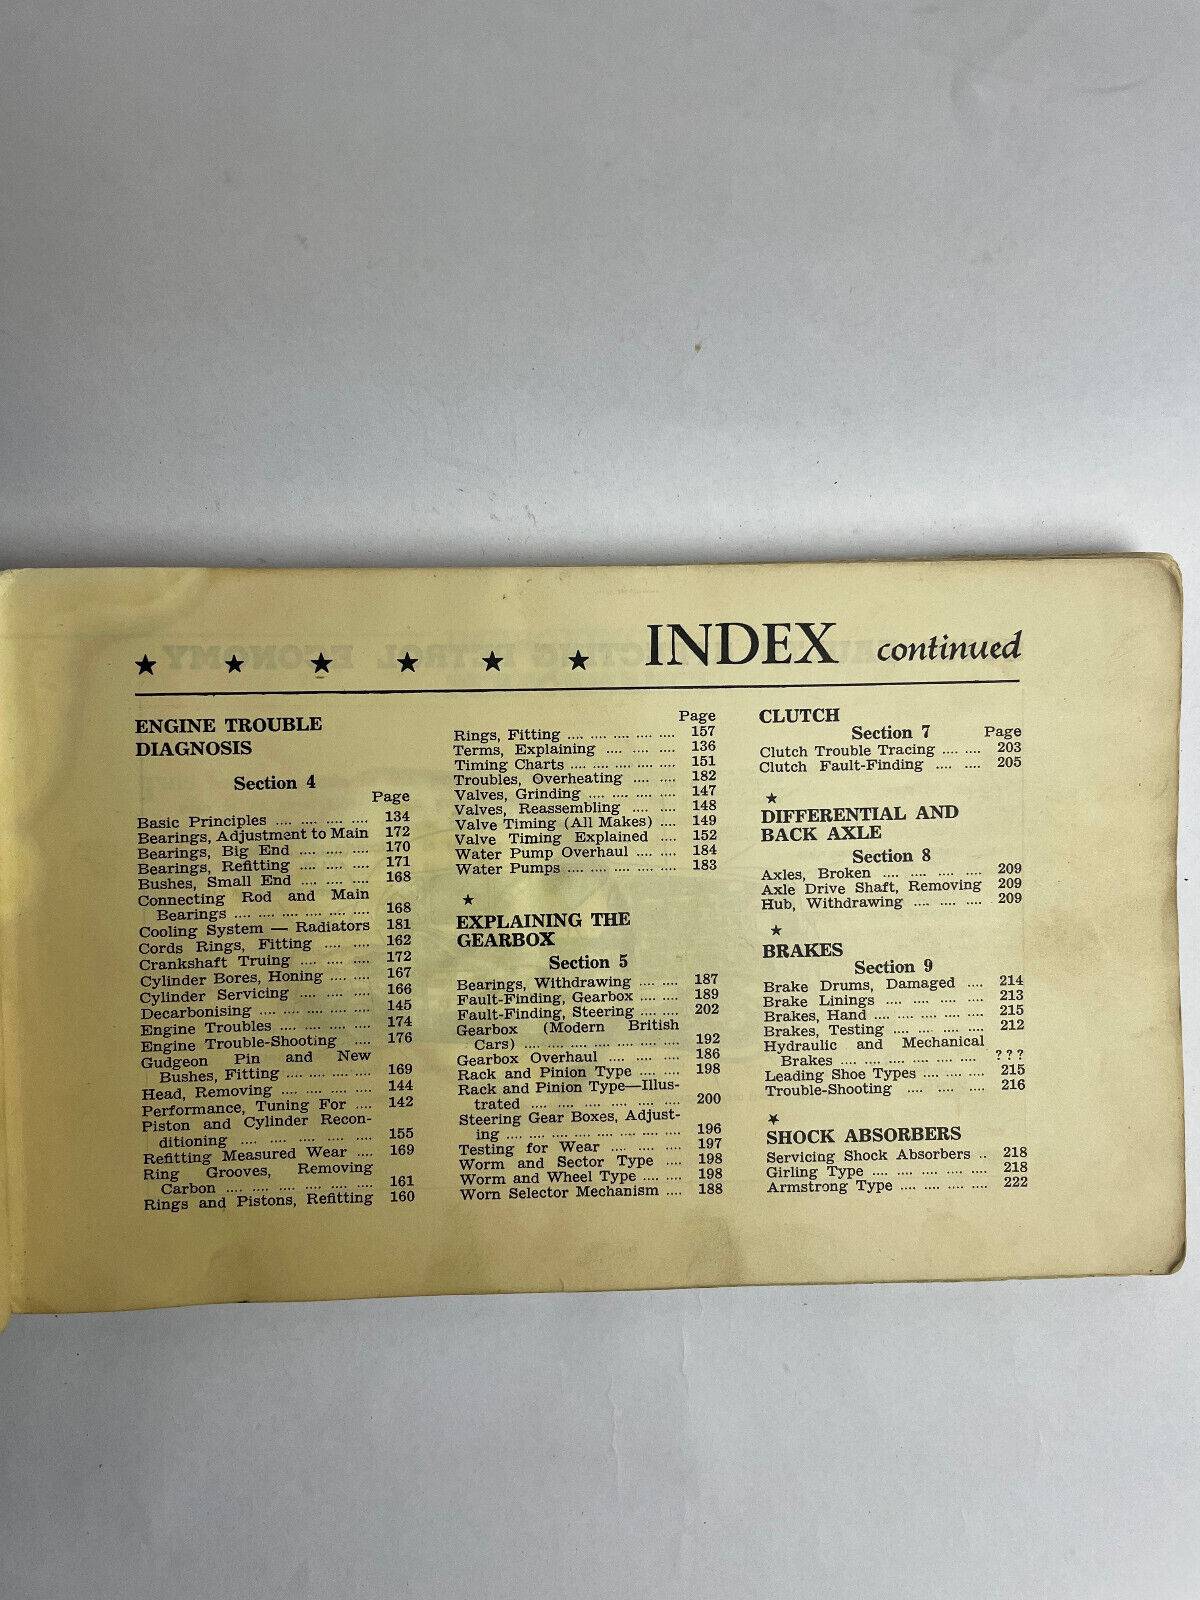 ★ ★ ★ ★ ★ ★ INDEX continued
ENGINE TROUBLE
DIAGNOSIS
Section 4
Page
Basic Principles .... .... .... .... 134
Bearings, Adjustment to Main 172
Bearings, Big End .... .... .... 170
Bearings, Refitting .... .... .... 171
Bushes, Small End .... .... .... 168
Connecting Rod and Main
Bearings .... .... .... .... .... .... 168
Cooling System — Radiators 181
Cords Rings, Fitting .... .... 162
Crankshaft Truing .... .... .... 172
Cylinder Bores, Honing .... .... 167
Cylinder Servicing .... .... .... 166
Decarbonising .... .... .... .... .... 145
Engine Troubles .... .... .... .... 174
Engine Trouble-Shooting .... 176
Gudgeon Pin and New
Bushes, Fitting .... .... .... .... 169
Head, Removing .... .... .... .... 144
Performance, Tuning For .... 142
Piston and Cylinder Recon-
ditioning .... .... .... .... .... .... 155
Refitting Measured Wear .... 169
Ring Grooves, Removing
Carbon .... .... .... .... .... .... 161
Rings and Pistons, Refitting 160
Page
Rings, Fitting .... .... .... .... .... 157
Terms, Explaining .... .... .... 136
Timing Charts .... .... .... .... .... 151
Troubles, Overheating .... .... 182
Valves, Grinding .... .... .... .... 147
Valves, Reassembling .... .... 148
Valve Timing (All Makes) .... 149
Valve Timing Explained .... 152
Water Pump Overhaul .... .... 184
Water Pumps .... .... .... .... .... 183
★
EXPLAINING THE
GEARBOX
Section 5
Bearings, Withdrawing .... .... 187
Fault-Finding, Gearbox .... .... 189
Fault-Finding, Steering .... .... 202
Gearbox (Modern British
Cars) .... .... .... .... .... .... .... 192
Gearbox Overhaul .... .... .... 186
Rack and Pinion Type .... .... 198
Rack and Pinion Type—Illus-
trated .... .... .... .... .... .... 200
Steering Gear Boxes, Adjust-
ing .... .... .... .... .... .... .... .... 196
Testing for Wear .... .... .... 197
Worm and Sector Type .... 198
Worm and Wheel Type .... .... 198
Worn Selector Mechanism .... 188
CLUTCH
Section 7
Page
Clutch Trouble Tracing .... .... 203
Clutch Fault-Finding .... .... 205
★
DIFFERENTIAL AND
BACK AXLE
Section 8
Axles, Broken .... .... .... .... 209
Axle Drive Shaft, Removing 209
Hub, Withdrawing .... .... .... 209
★
BRAKES
Section 9
Brake Drums, Damaged .... 214
Brake Linings .... .... .... .... 213
Brakes, Hand .... .... .... .... .... 215
Brakes, Testing .... .... .... .... 212
Hydraulic and Mechanical
Brakes .... .... .... .... .... .... ???
Leading Shoe Types .... .... .... 215
Trouble-Shooting .... .... .... 216
★
SHOCK ABSORBERS
Servicing Shock Absorbers .. 218
Girling Type .... .... .... .... .... 218
Armstrong Type .... .... .... .... 222